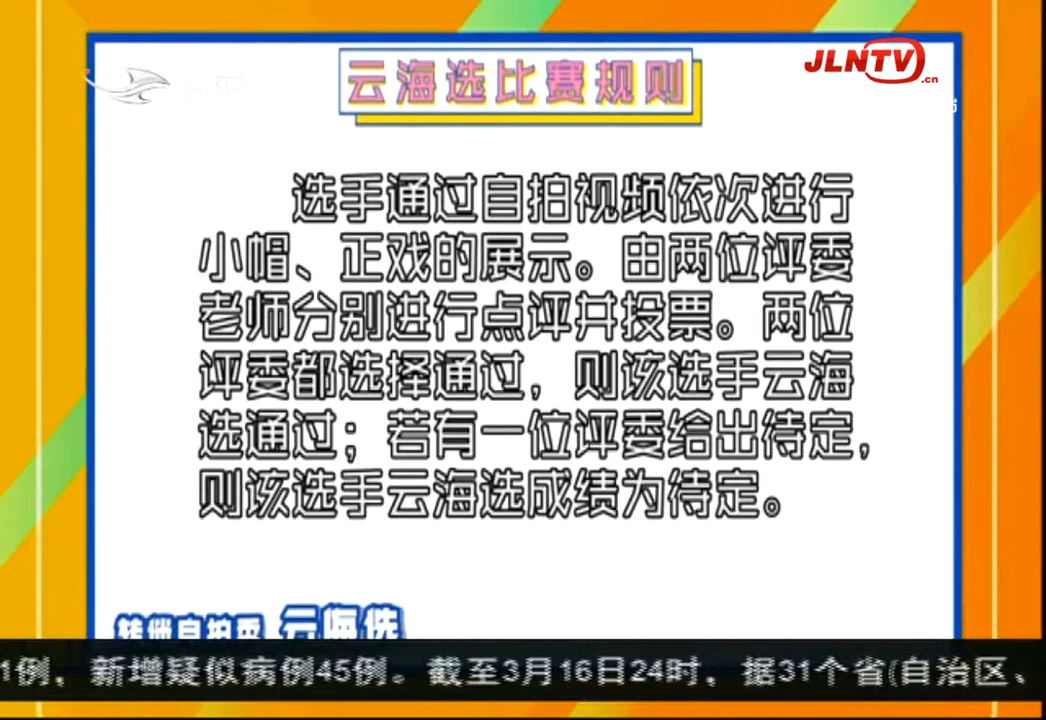 JLNTV
.cn
云海选比赛规则
选手通过自拍视频依次进行
小帽、正戏的展示。由两位评委
老师分别进行点评并投票。两位
评委都选择通过，则该选手云海
选通过；若有一位评委给出待定，
则该选手云海选成绩为待定。
云海选
1例，新增疑似病例45例。截至3月16日24时，据31个省(自治区、